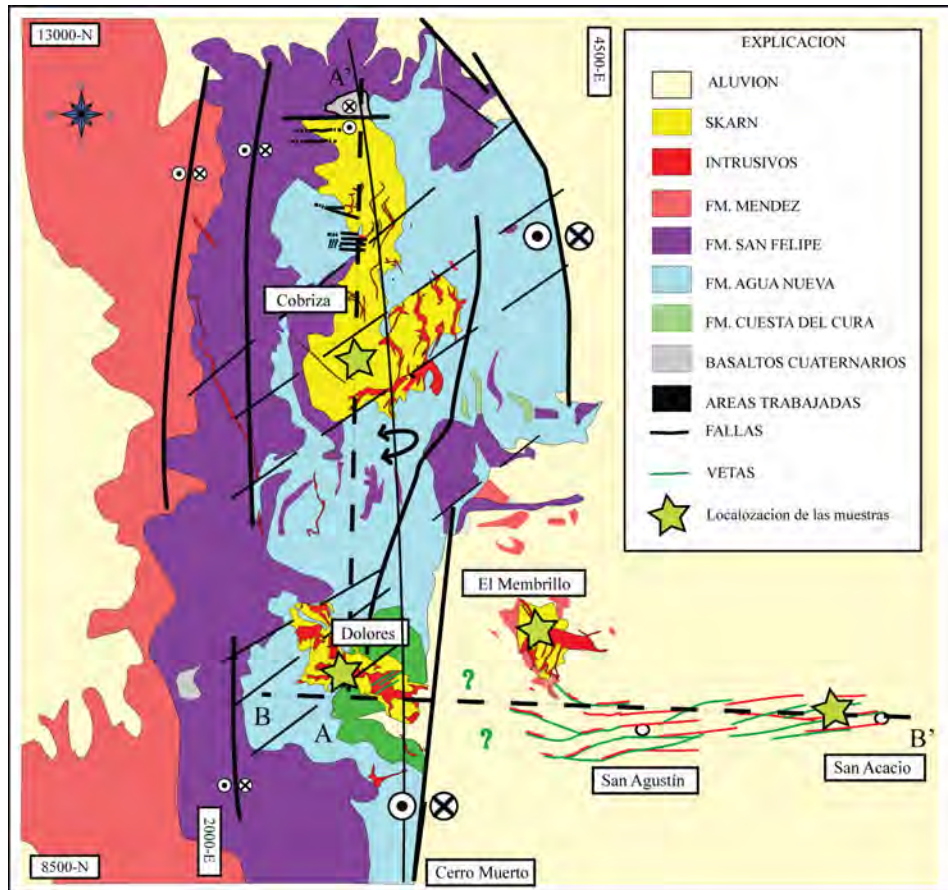 13000-N
4500-E
A'
Cobriza
El Membrillo
Dolores
?
?
B
A
B'
San Agustín
San Acacio
2000-E
8500-N
Cerro Muerto
EXPLICACION
ALUVION
SKARN
INTRUSIVOS
FM. MENDEZ
FM. SAN FELIPE
FM. AGUA NUEVA
FM. CUESTA DEL CURA
BASALTOS CUATERNARIOS
AREAS TRABAJADAS
FALLAS
VETAS
Localozacion de las muestras